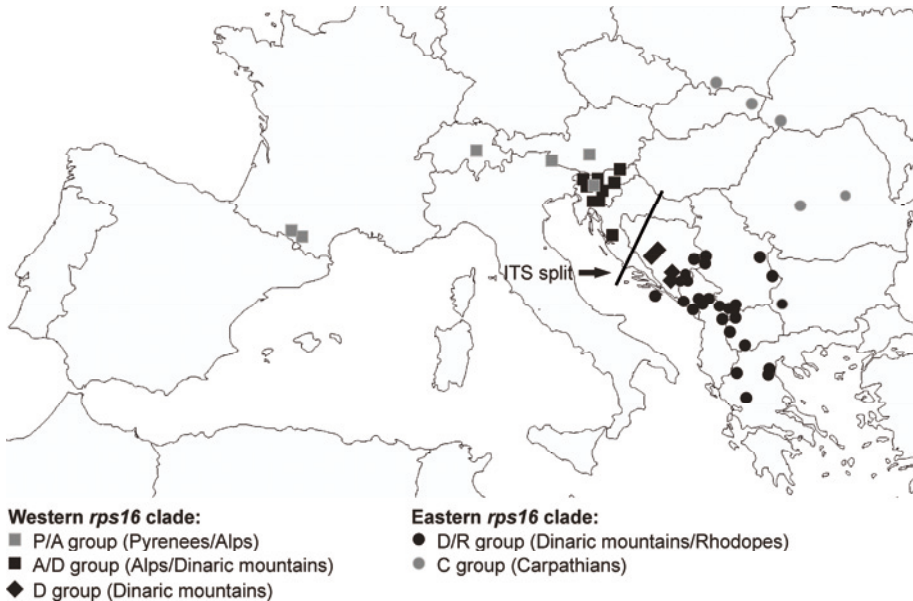 ITS split
Western rps16 clade:
P/A group (Pyrenees/Alps)
A/D group (Alps/Dinaric mountains)
D group (Dinaric mountains)
Eastern rps16 clade:
D/R group (Dinaric mountains/Rhodopes)
C group (Carpathians)